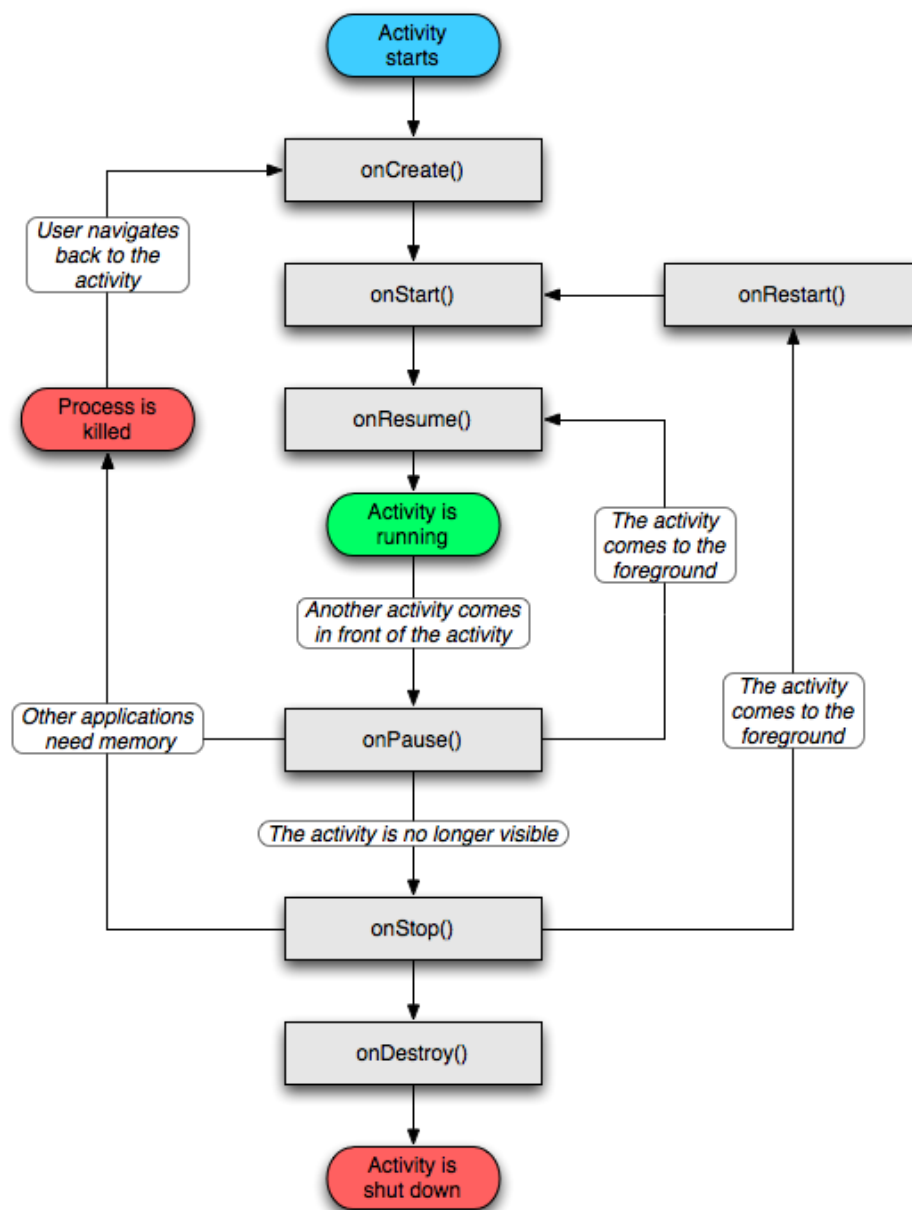 Activity
starts
onCreate()
User navigates
back to the
activity
onStart()
onRestart()
Process is
killed
onResume()
Activity is
running
The activity
comes to the
foreground
Another activity comes
in front of the activity
The activity
comes to the
foreground
Other applications
need memory
onPause()
The activity is no longer visible
onStop()
onDestroy()
Activity is
shut down